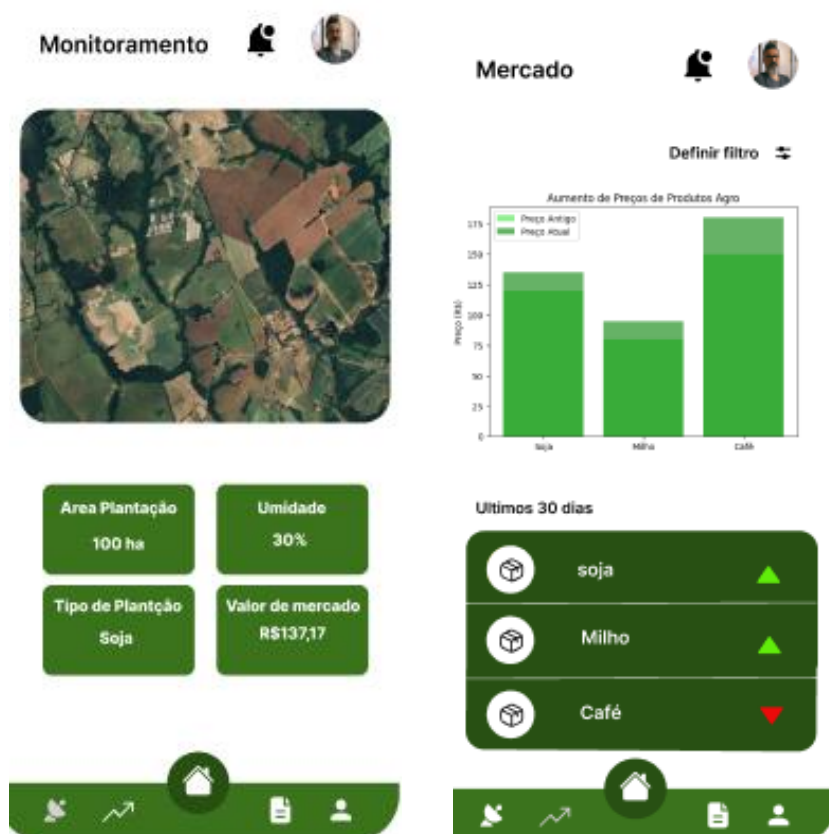 Monitoramento
Area Plantação
100 ha
Umidade
30%
Tipo de Plantção
Soja
Valor de mercado
R$137,17
Mercado
Definir filtro
Aumento de Preços de Produtos Agro
Preço Antigo
Preço Atual
Preço (R$)
175
150
125
100
75
50
25
0
Soja
Milho
Café
Ultimos 30 dias
soja
Milho
Café